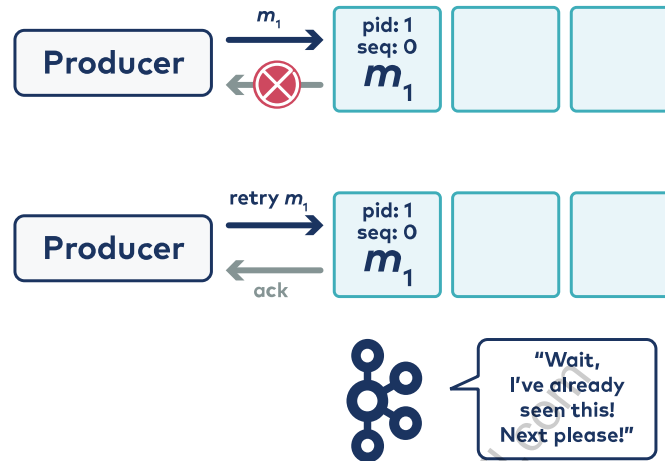 m₁
Producer
pid: 1
seq: 0
m₁
retry m₁
Producer
ack
pid: 1
seq: 0
m₁
“Wait,
I’ve already
seen this!
Next please!”